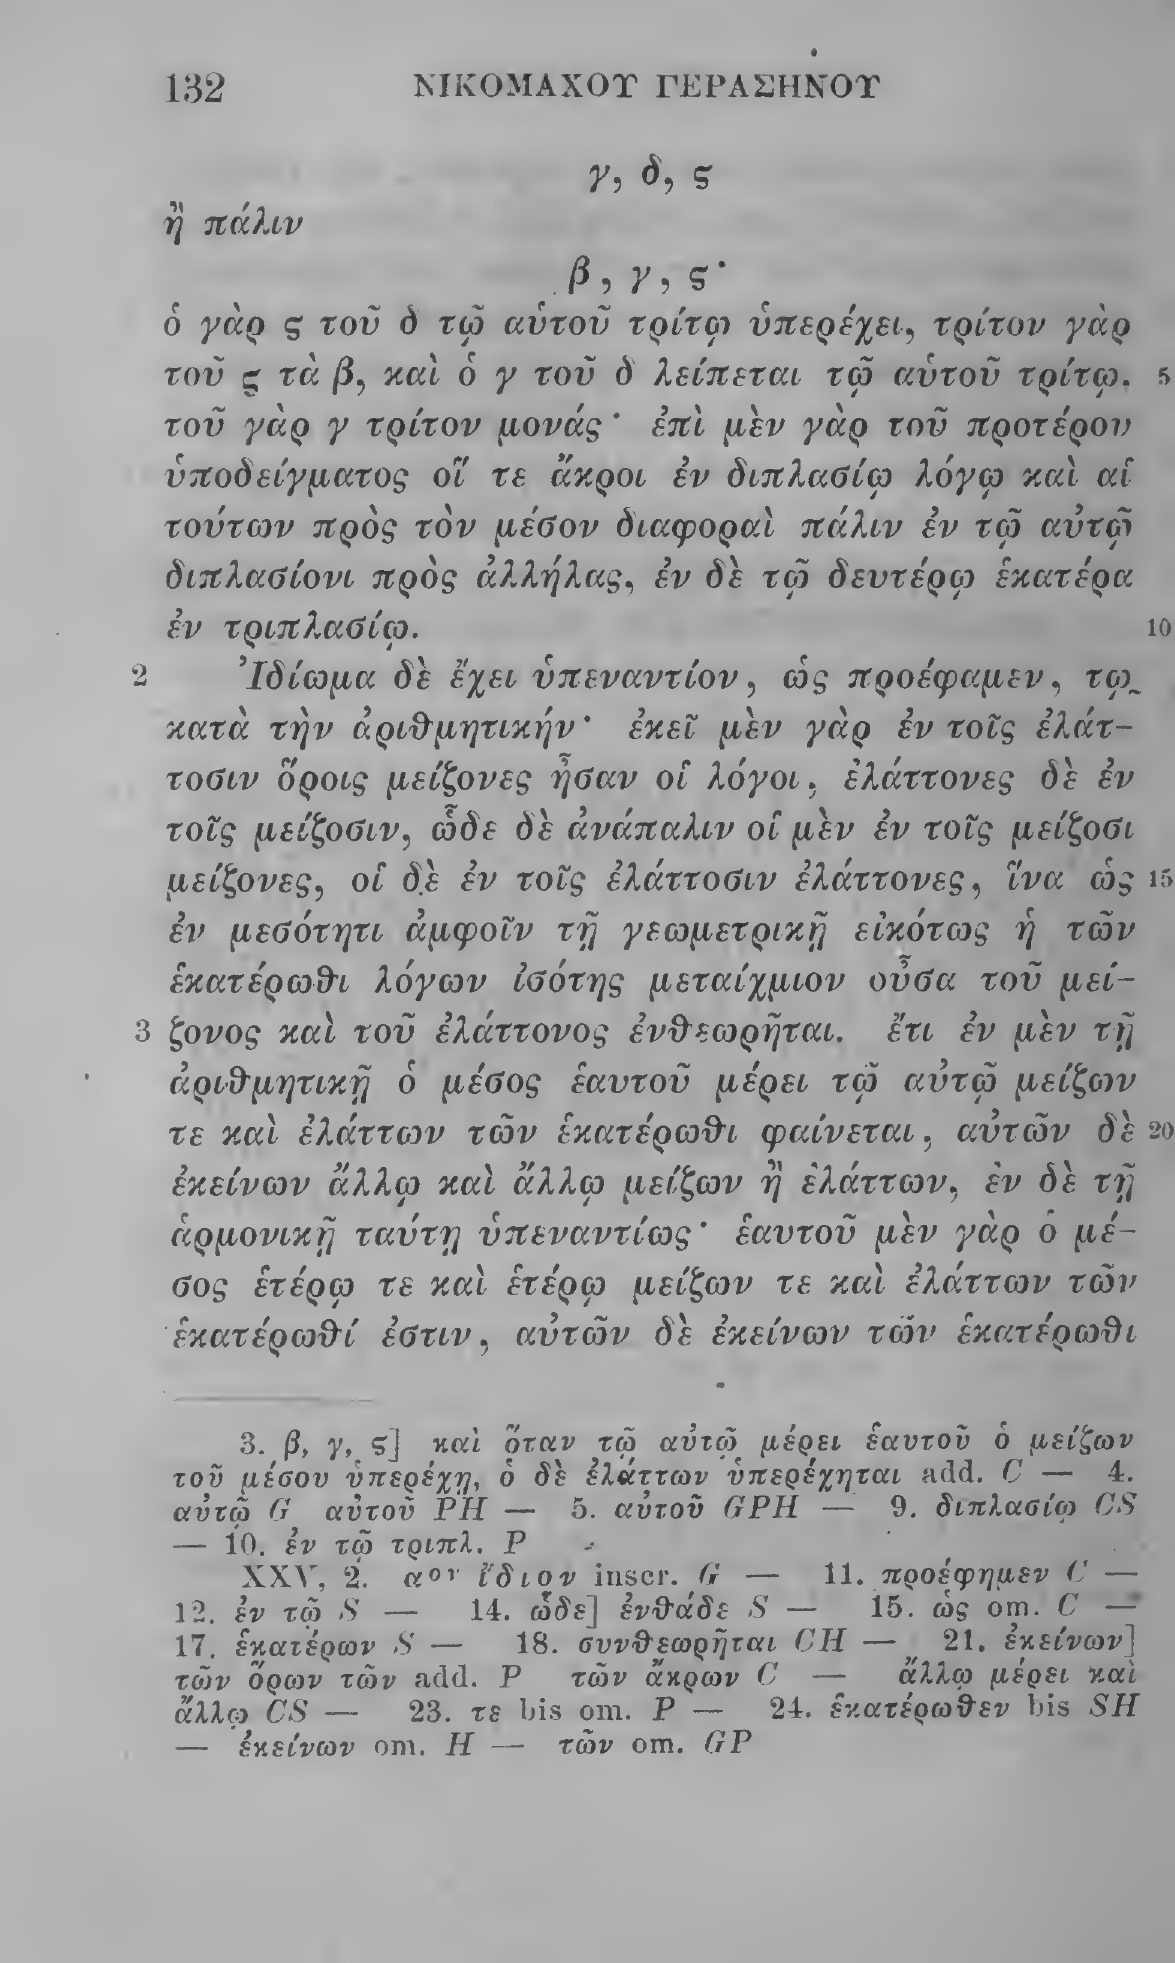 132 ΝΙΚΟΜΑΧΟΥ ΓΕΡΑΣΗΝΟΥ
γ, δ, ϛ
ἢ πάλιν
β, γ, ϛ·
ὁ γὰρ ϛ τοῦ δ τῷ αὑτοῦ τρίτῳ ὑπερέχει, τρίτον γὰρ
τοῦ ϛ τὰ β, καὶ ὁ γ τοῦ δ λείπεται τῷ αὑτοῦ τρίτῳ. 5
τοῦ γὰρ γ τρίτον μονάς· ἐπὶ μὲν γὰρ τοῦ προτέρου
ὑποδείγματος οἵ τε ἄκροι ἐν διπλασίῳ λόγῳ καὶ αἱ
τούτων πρὸς τὸν μέσον διαφοραὶ πάλιν ἐν τῷ αὐτῷ
διπλασίονι πρὸς ἀλλήλας, ἐν δὲ τῷ δευτέρῳ ἑκατέρα
ἐν τριπλασίῳ. 10
2 Ἰδίωμα δὲ ἔχει ὑπεναντίον, ὡς προέφαμεν, τῳ
κατὰ τὴν ἀριθμητικήν· ἐκεῖ μὲν γὰρ ἐν τοῖς ἐλάτ-
τοσιν ὅροις μείζονες ἦσαν οἱ λόγοι, ἐλάττονες δὲ ἐν
τοῖς μείζοσιν, ὧδε δὲ ἀνάπαλιν οἱ μὲν ἐν τοῖς μείζοσι
μείζονες, οἱ δὲ ἐν τοῖς ἐλάττοσιν ἐλάττονες, ἵνα ὡς 15
ἐν μεσότητι ἀμφοῖν τῇ γεωμετρικῇ εἰκότως ἡ τῶν
ἑκατέρωθι λόγων ἰσότης μεταίχμιον οὖσα τοῦ μεί-
3 ζονος καὶ τοῦ ἐλάττονος ἐνθεωρῆται. ἔτι ἐν μὲν τῇ
ἀριθμητικῇ ὁ μέσος ἑαυτοῦ μέρει τῷ αὐτῷ μείζων
τε καὶ ἐλάττων τῶν ἑκατέρωθι φαίνεται, αὐτῶν δὲ 20
ἐκείνων ἄλλῳ καὶ ἄλλῳ μείζων ἢ ἐλάττων, ἐν δὲ τῇ
ἁρμονικῇ ταύτῃ ὑπεναντίως· ἑαυτοῦ μὲν γὰρ ὁ μέ-
σος ἑτέρῳ τε καὶ ἑτέρῳ μείζων τε καὶ ἐλάττων τῶν
ἑκατέρωθί ἐστιν, αὐτῶν δὲ ἐκείνων τῶν ἑκατέρωθι
3. β, γ, ϛ] καὶ ὅταν τῷ αὐτῷ μέρει ἑαυτοῦ ὁ μείζων
τοῦ μέσου ὑπερέχῃ, ὁ δὲ ἐλάττων ὑπερέχηται add. C — 4.
αὐτῷ G αὐτοῦ PH — 5. αὐτοῦ GPH — 9. διπλασίῳ CS
— 10. ἐν τῷ τριπλ. P
XXV, 2. αον ἴδιον inscr. G — 11. προέφημεν C —
12. ἐν τῷ S — 14. ὧδε] ἐνθάδε S — 15. ὡς om. C —
17. ἑκατέρων S — 18. συνθεωρῆται CH — 21. ἐκείνων]
τῶν ὅρων τῶν add. P τῶν ἄκρων C — ἄλλῳ μέρει καὶ
ἄλλῳ CS — 23. τε bis om. P — 24. ἑκατέρωθεν bis SH
— ἐκείνων om. H — τῶν om. GP